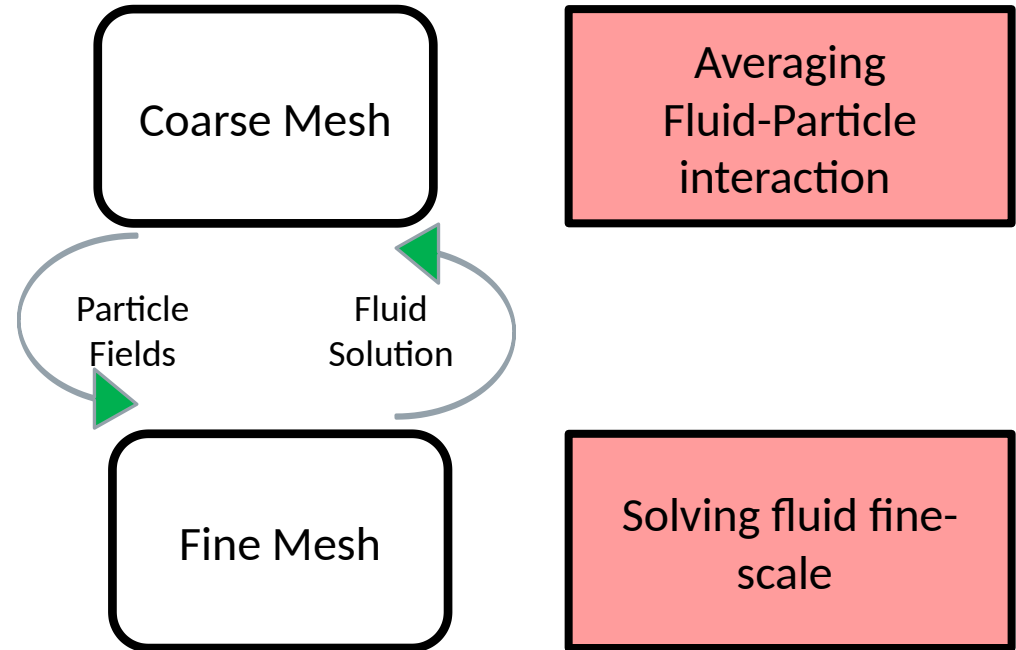 Coarse Mesh
Averaging
Fluid-Particle
interaction
Particle
Fields
Fluid
Solution
Fine Mesh
Solving fluid fine-
scale